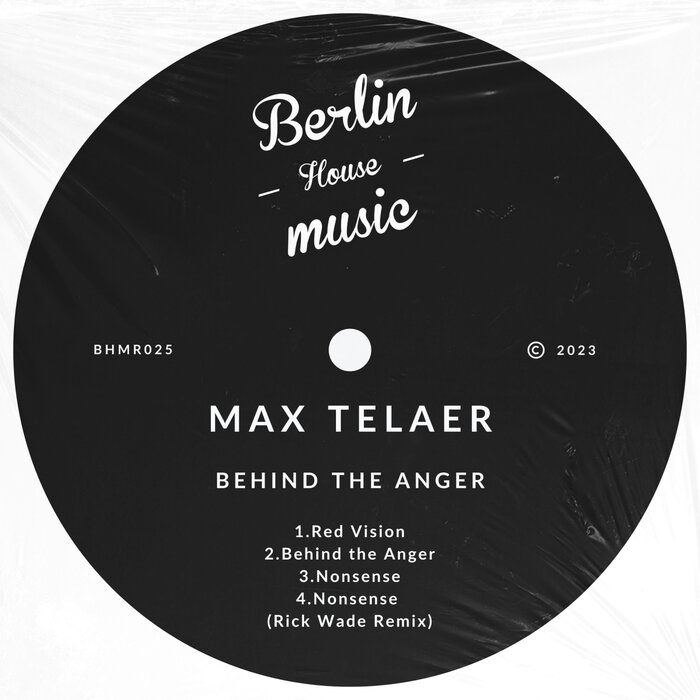 Berlin
— House —
music
BHMR025
© 2023
MAX TELAER
BEHIND THE ANGER
1.Red Vision
2.Behind the Anger
3.Nonsense
4.Nonsense
(Rick Wade Remix)